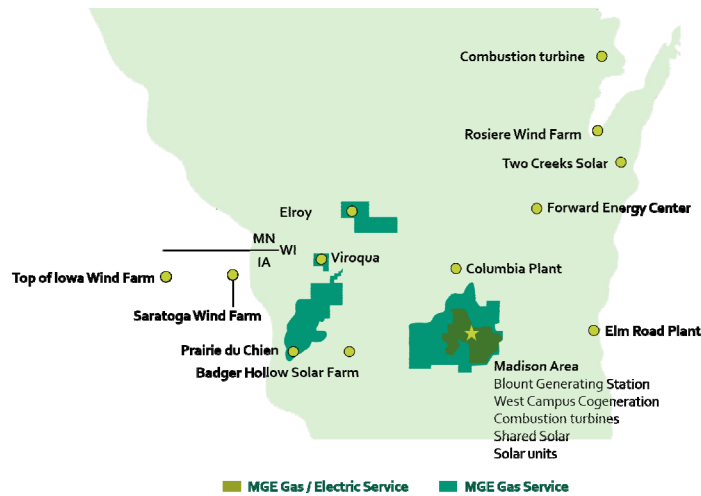 Combustion turbine
Rosiere Wind Farm
Two Creeks Solar
Elroy
Forward Energy Center
MN
WI
IA
Viroqua
Top of Iowa Wind Farm
Columbia Plant
Saratoga Wind Farm
Elm Road Plant
Prairie du Chien
Badger Hollow Solar Farm
Madison Area
Blount Generating Station
West Campus Cogeneration
Combustion turbines
Shared Solar
Solar units
MGE Gas / Electric Service
MGE Gas Service